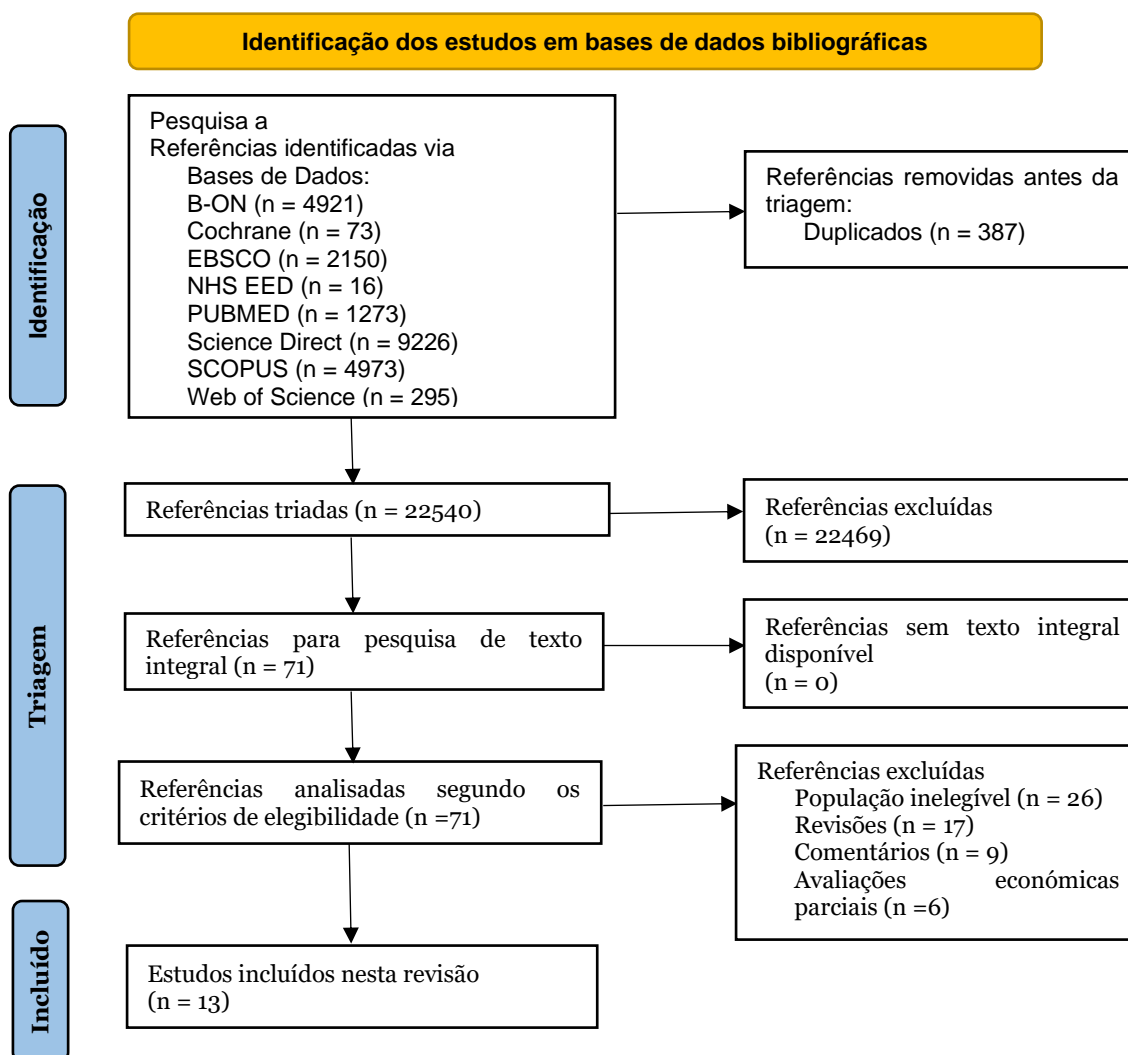 Identificação dos estudos em bases de dados bibliográficas
Identificação
Pesquisa a
Referências identificadas via
Bases de Dados:
B-ON (n = 4921)
Cochrane (n = 73)
EBSCO (n = 2150)
NHS EED (n = 16)
PUBMED (n = 1273)
Science Direct (n = 9226)
SCOPUS (n = 4973)
Web of Science (n = 295)
Referências removidas antes da
triagem:
Duplicados (n = 387)
Triagem
Referências triadas (n = 22540)
Referências excluídas
(n = 22469)
Referências para pesquisa de texto
integral (n = 71)
Referências sem texto integral
disponível
(n = 0)
Referências analisadas segundo os
critérios de elegibilidade (n =71)
Referências excluídas
População inelegível (n = 26)
Revisões (n = 17)
Comentários (n = 9)
Avaliações económicas
parciais (n =6)
Incluído
Estudos incluídos nesta revisão
(n = 13)